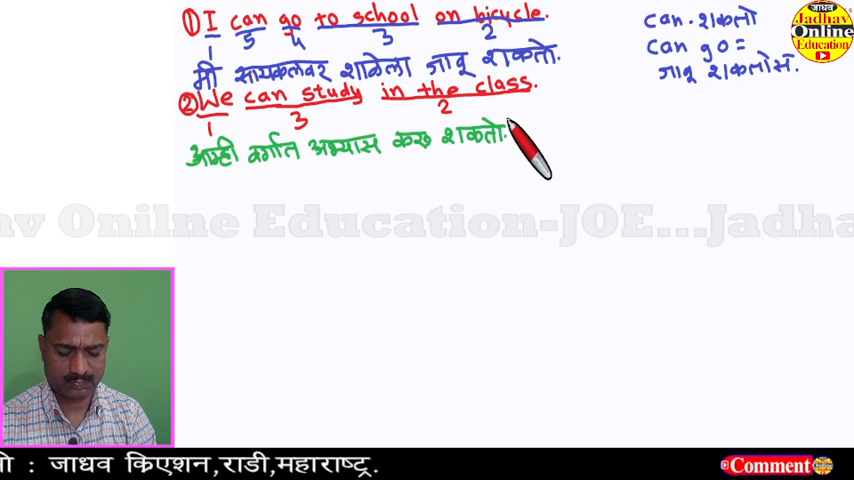 ① I can go to school on bicycle.
1 5 4 3 2
मी सायकलवर शाळेला जावू शकतो.
② We can study in the class.
1 3 2
आम्ही वर्गात अभ्यास करू शकतो.
can - शकतो
can go =
जावू शकतोस.
जाधव
Jadhav
Online
Education
av Onilne Education-JOE...Jadha
ी : जाधव किएशन,राडी,महाराष्ट्र.
Comment